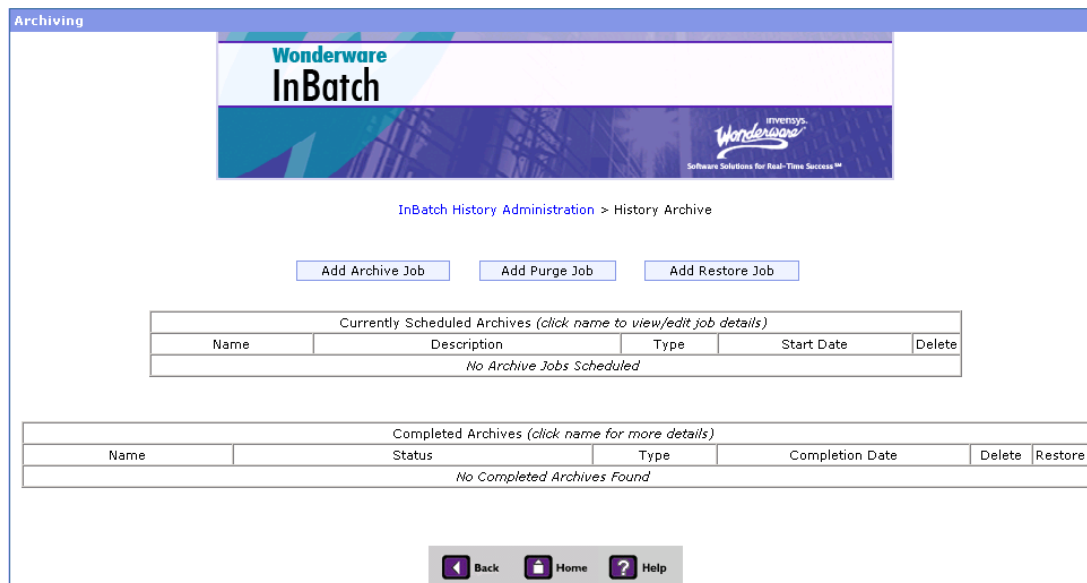 Archiving
Wonderware
InBatch
invensys.
Wonderware
Software Solutions for Real-Time Success℠
InBatch History Administration > History Archive
Add Archive Job Add Purge Job Add Restore Job
Currently Scheduled Archives (click name to view/edit job details)
Name Description Type Start Date Delete
No Archive Jobs Scheduled
Completed Archives (click name for more details)
Name Status Type Completion Date Delete Restore
No Completed Archives Found
Back Home ? Help